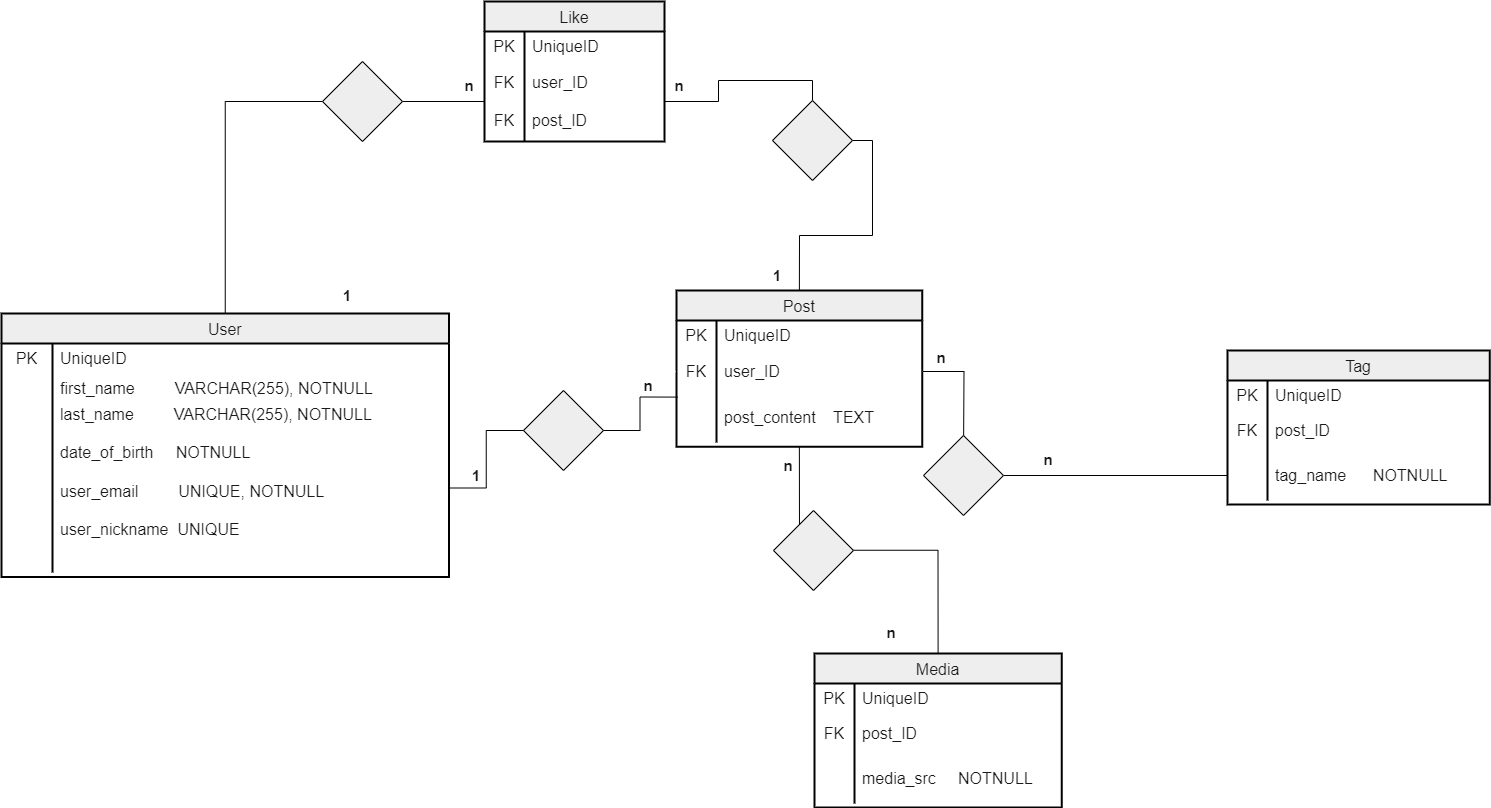 Like
PK UniqueID
FK user_ID
FK post_ID
n
n
1
1
User
PK UniqueID
first_name VARCHAR(255), NOTNULL
last_name VARCHAR(255), NOTNULL
date_of_birth NOTNULL
user_email UNIQUE, NOTNULL
user_nickname UNIQUE
1
n
Post
PK UniqueID
FK user_ID
post_content TEXT
n
n
Tag
PK UniqueID
FK post_ID
tag_name NOTNULL
n
n
Media
PK UniqueID
FK post_ID
media_src NOTNULL